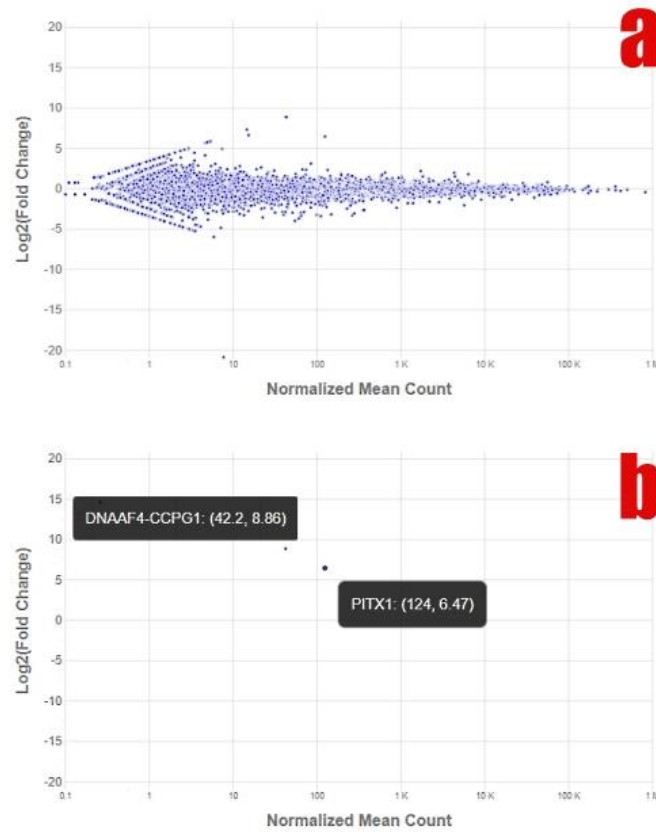 a
20
15
10
5
0
-5
-10
-15
-20
Log2(Fold Change)
0.1 1 10 100 1 K 10 K 100 K 1 M
Normalized Mean Count
b
20
15
10
5
0
-5
-10
-15
-20
Log2(Fold Change)
DNAAF4-CCPG1: (42.2, 8.86)
PITX1: (124, 6.47)
0.1 1 10 100 1 K 10 K 100 K 1 M
Normalized Mean Count